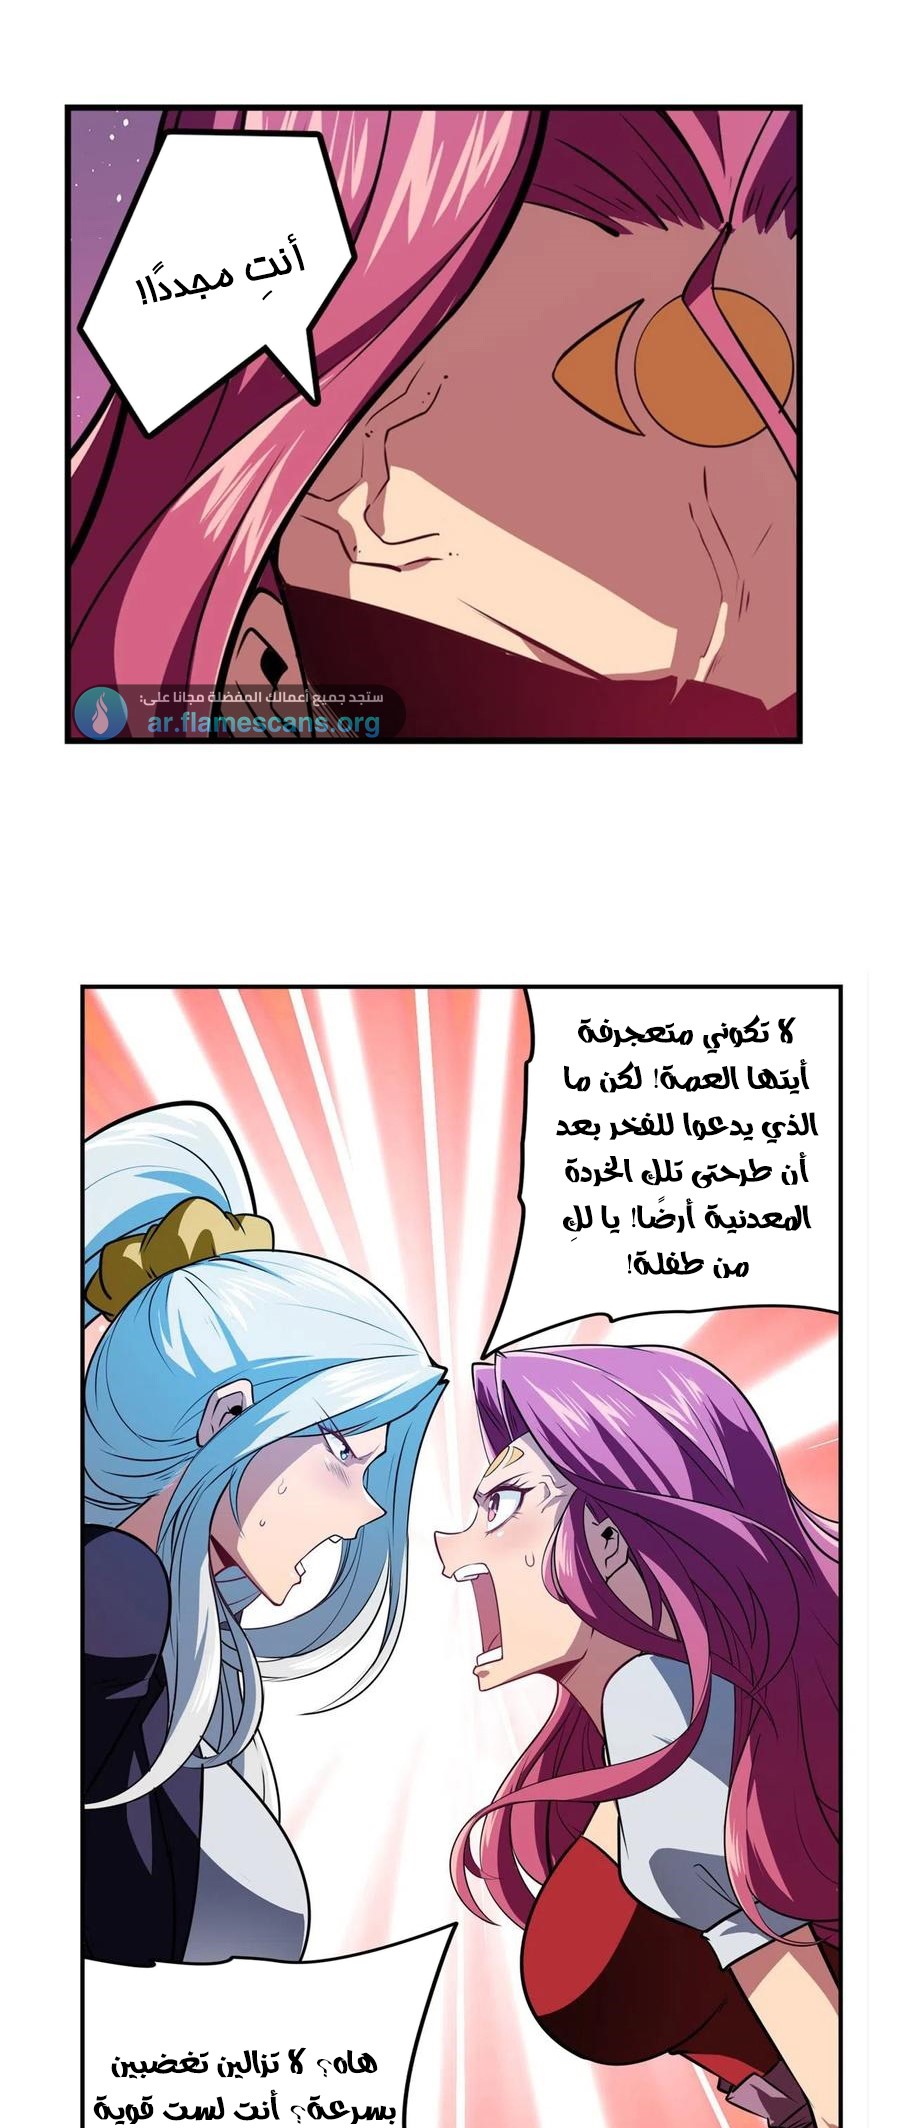 أنتِ مجددًا!
ستجد جميع أعمالك المفضلة مجانا على:
ar.flamescans.org
لا تكوني متعجرفة
أيتها العمة! لكن ما
الذي يدعوا للفخر بعد
أن طرحتى تلك الخردة
المعدنية أرضًا! يا لكِ
من طفلة!
هاه؟ لا تزالين تغضبين
بسرعة؟ أنت لست قوية